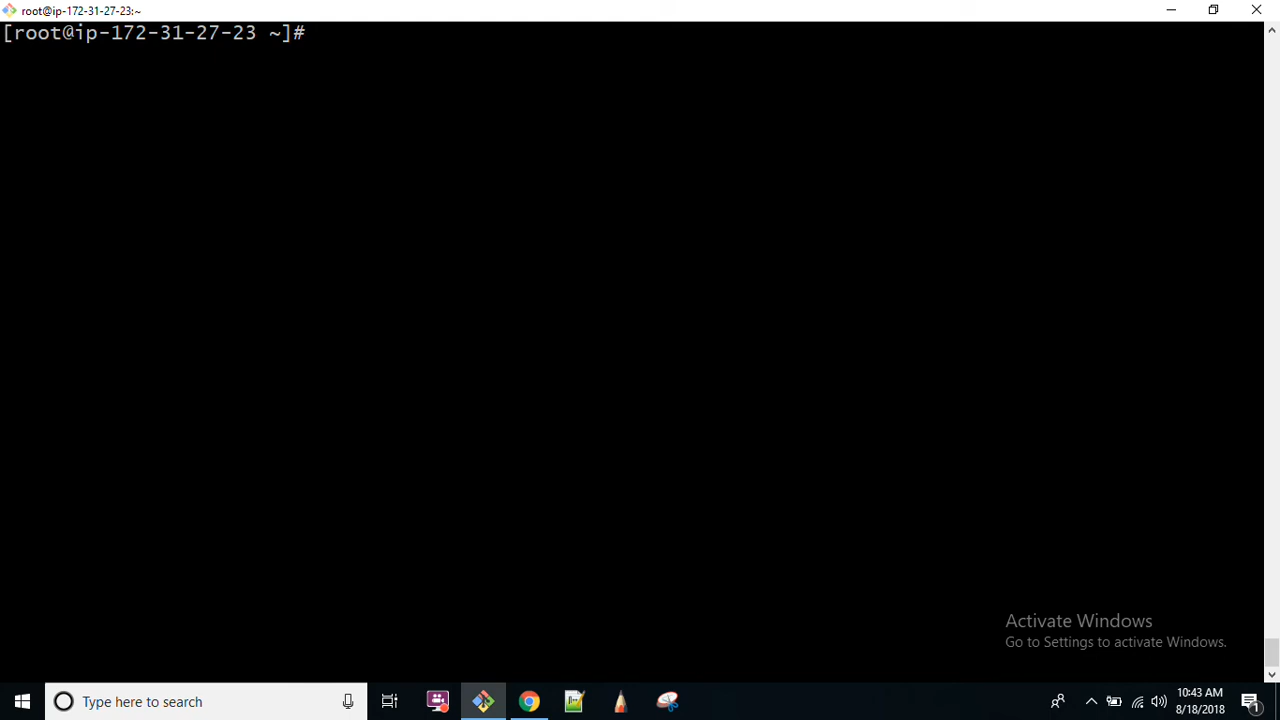 root@ip-172-31-27-23:~
[root@ip-172-31-27-23 ~]#
Activate Windows
Go to Settings to activate Windows.
Type here to search
10:43 AM
8/18/2018
1